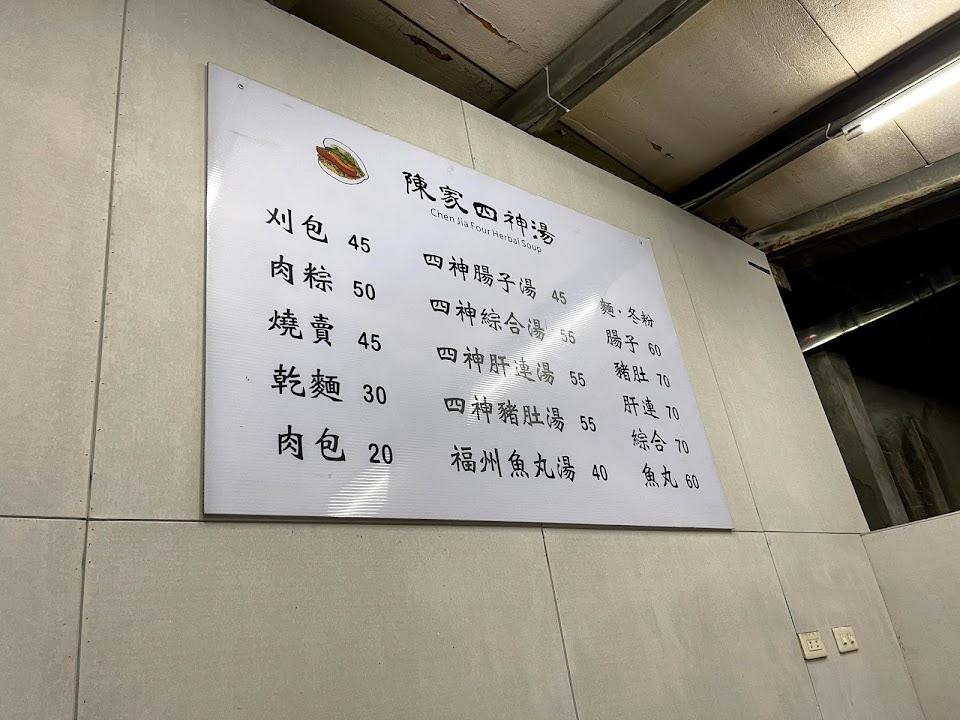 陳家四神湯
Chen Jia Four Herbal Soup
刈包 45
肉粽 50
燒賣 45
乾麵 30
肉包 20
四神腸子湯 45
四神綜合湯 55
四神肝連湯 55
四神豬肚湯 55
福州魚丸湯 40
麵·冬粉
腸子 60
豬肚 70
肝連 70
綜合 70
魚丸 60